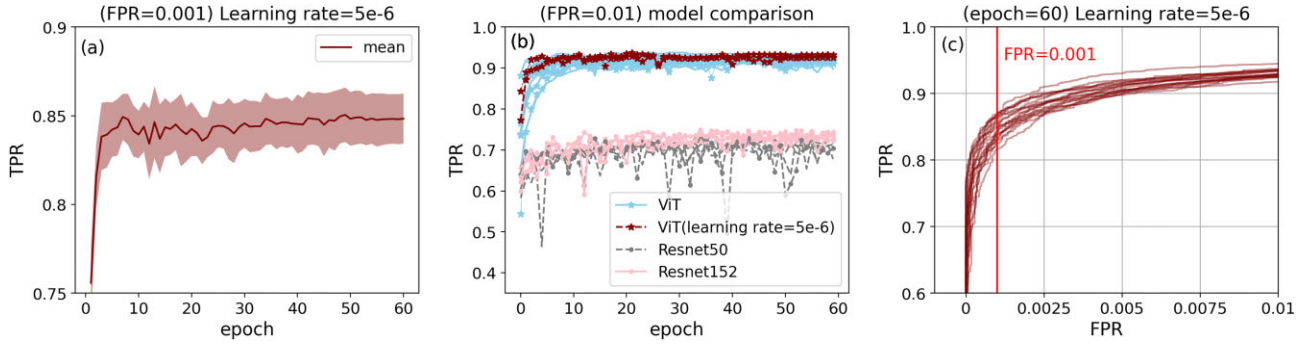 (FPR=0.001) Learning rate=5e-6
(a)
mean
0.9
0.85
0.8
0.75
TPR
0 10 20 30 40 50 60
epoch
(FPR=0.01) model comparison
(b)
1.0
0.9
0.8
0.7
0.6
0.5
0.4
TPR
ViT
ViT(learning rate=5e-6)
Resnet50
Resnet152
0 10 20 30 40 50 60
epoch
(epoch=60) Learning rate=5e-6
(c)
FPR=0.001
1.0
0.9
0.8
0.7
0.6
TPR
0 0.0025 0.005 0.0075 0.01
FPR